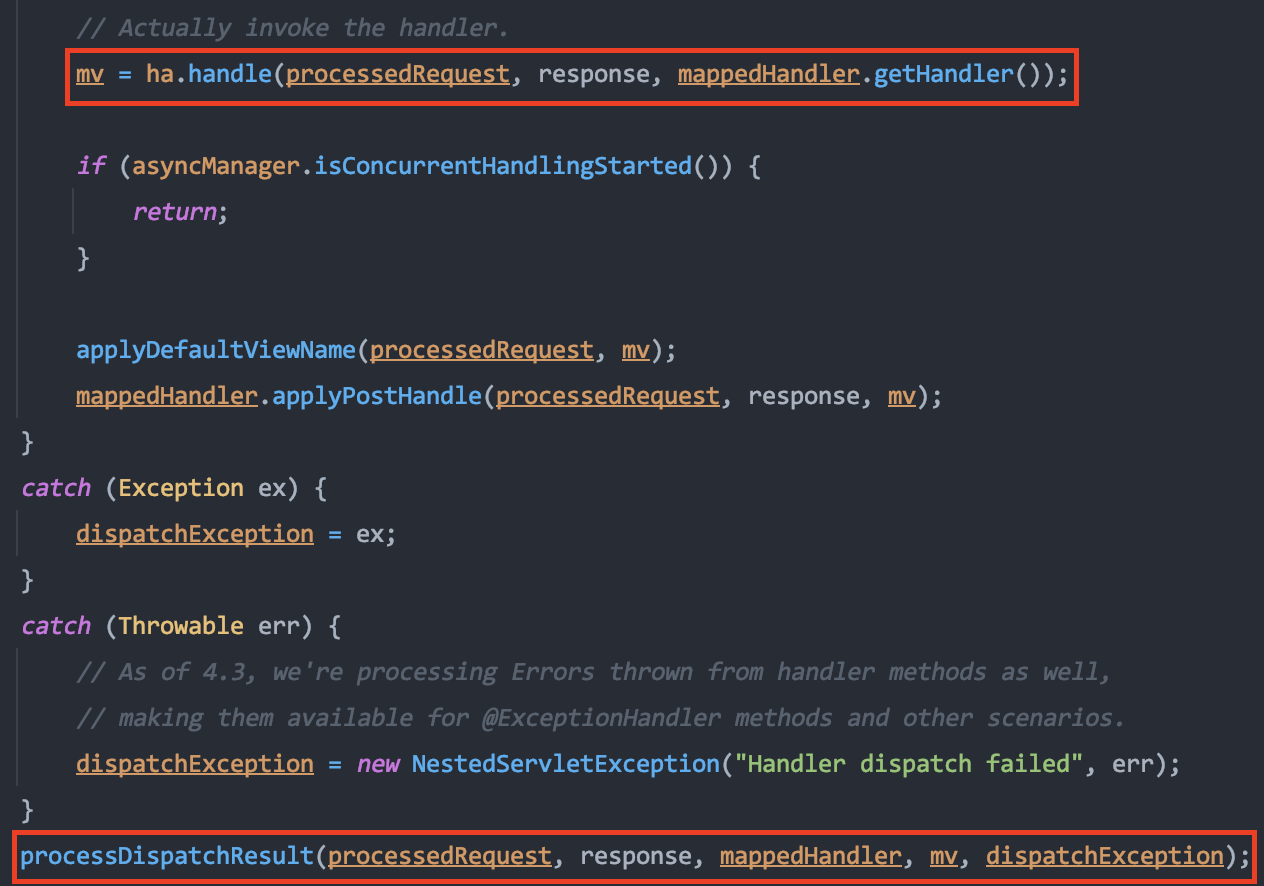 // Actually invoke the handler.
mv = ha.handle(processedRequest, response, mappedHandler.getHandler());
if (asyncManager.isConcurrentHandlingStarted()) {
return;
}
applyDefaultViewName(processedRequest, mv);
mappedHandler.applyPostHandle(processedRequest, response, mv);
}
catch (Exception ex) {
dispatchException = ex;
}
catch (Throwable err) {
// As of 4.3, we're processing Errors thrown from handler methods as well,
// making them available for @ExceptionHandler methods and other scenarios.
dispatchException = new NestedServletException("Handler dispatch failed", err);
}
processDispatchResult(processedRequest, response, mappedHandler, mv, dispatchException);